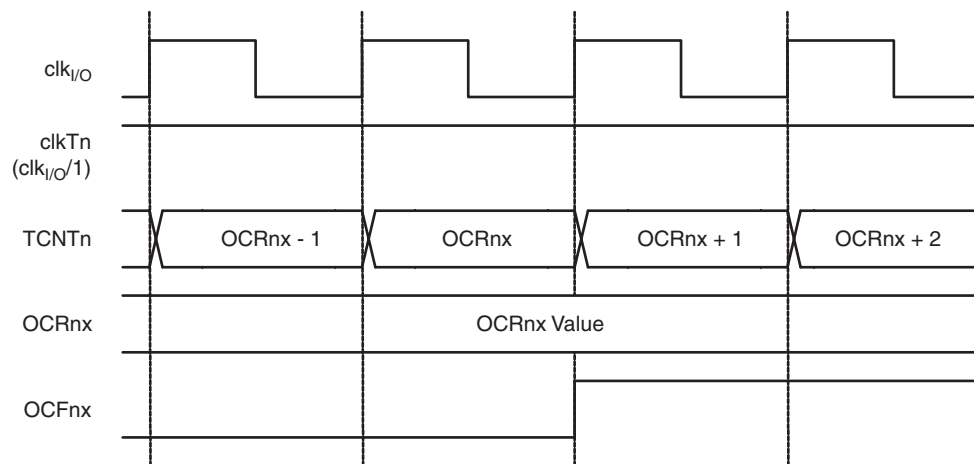 clkI/O
clkTn
(clkI/O/1)
TCNTn
OCRnx - 1
OCRnx
OCRnx + 1
OCRnx + 2
OCRnx
OCRnx Value
OCFnx